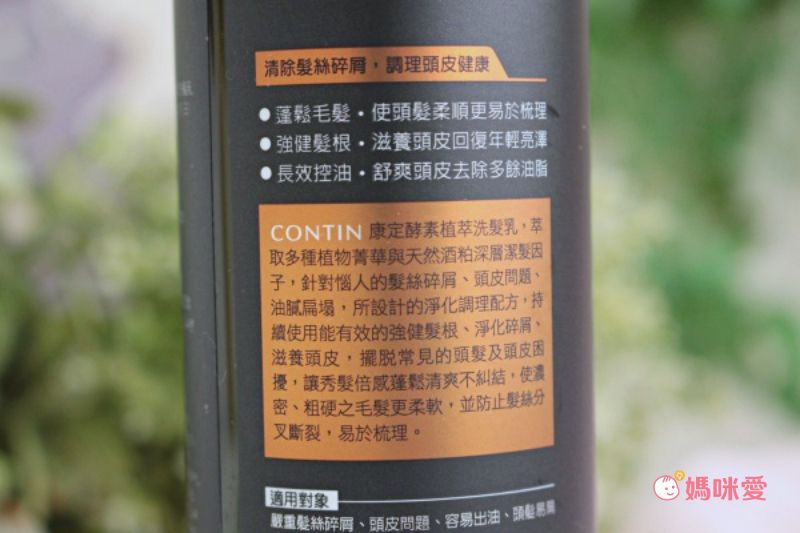 清除髮絲碎屑，調理頭皮健康
●蓬鬆毛髮・使頭髮柔順更易於梳理
●強健髮根・滋養頭皮回復年輕亮澤
●長效控油・舒爽頭皮去除多餘油脂
CONTIN 康定酵素植萃洗髮乳，萃
取多種植物菁華與天然酒粕深層潔髮因
子，針對惱人的髮絲碎屑、頭皮問題、
油膩扁塌，所設計的淨化調理配方，持
續使用能有效的強健髮根、淨化碎屑、
滋養頭皮，擺脫常見的頭髮及頭皮困
擾，讓秀髮倍感蓬鬆清爽不糾結，使濃
密、粗硬之毛髮更柔軟，並防止髮絲分
叉斷裂，易於梳理。
適用對象
嚴重髮絲碎屑、頭皮問題、容易出油、頭髮易扁
媽咪愛